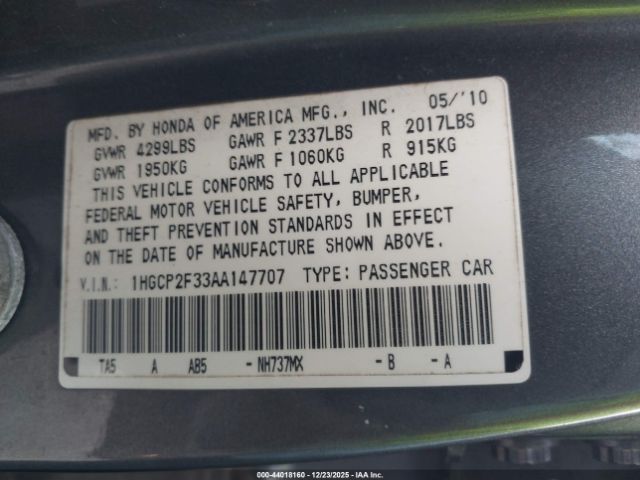 MFD. BY HONDA OF AMERICA MFG., INC. 05/'10
GVWR 4299LBS GAWR F 2337LBS R 2017LBS
GVWR 1950KG GAWR F 1060KG R 915KG
THIS VEHICLE CONFORMS TO ALL APPLICABLE
FEDERAL MOTOR VEHICLE SAFETY, BUMPER,
AND THEFT PREVENTION STANDARDS IN EFFECT
ON THE DATE OF MANUFACTURE SHOWN ABOVE.
V.I.N.: 1HGCP2F33AA147707 TYPE: PASSENGER CAR
TA5 A AB5 - NH737MX - B - A
000-44018160 - 12/23/2025 - IAAI.COM